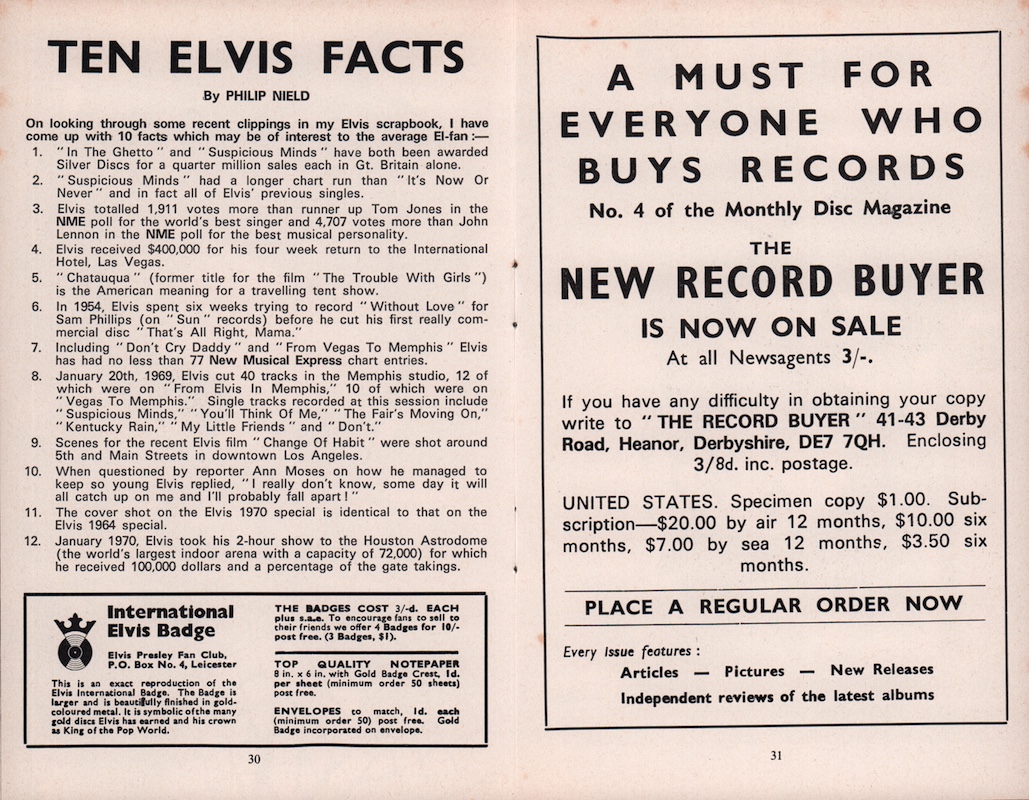 TEN ELVIS FACTS
By PHILIP NIELD
On looking through some recent clippings in my Elvis scrapbook, I have
come up with 10 facts which may be of interest to the average El-fan :—
1. "In The Ghetto" and "Suspicious Minds" have both been awarded
Silver Discs for a quarter million sales each in Gt. Britain alone.
2. "Suspicious Minds" had a longer chart run than "It's Now Or
Never" and in fact all of Elvis' previous singles.
3. Elvis totalled 1,911 votes more than runner up Tom Jones in the
NME poll for the world's best singer and 4,707 votes more than John
Lennon in the NME poll for the best musical personality.
4. Elvis received $400,000 for his four week return to the International
Hotel, Las Vegas.
5. "Chatauqua" (former title for the film "The Trouble With Girls")
is the American meaning for a travelling tent show.
6. In 1954, Elvis spent six weeks trying to record "Without Love" for
Sam Phillips (on "Sun" records) before he cut his first really com-
mercial disc "That's All Right, Mama."
7. Including "Don't Cry Daddy" and "From Vegas To Memphis" Elvis
has had no less than 77 New Musical Express chart entries.
8. January 20th, 1969, Elvis cut 40 tracks in the Memphis studio, 12 of
which were on "From Elvis In Memphis," 10 of which were on
"Vegas To Memphis." Single tracks recorded at this session include
"Suspicious Minds," "You'll Think Of Me," "The Fair's Moving On,"
"Kentucky Rain," "My Little Friends" and "Don't."
9. Scenes for the recent Elvis film "Change Of Habit" were shot around
5th and Main Streets in downtown Los Angeles.
10. When questioned by reporter Ann Moses on how he managed to
keep so young Elvis replied, "I really don't know, some day it will
all catch up on me and I'll probably fall apart!"
11. The cover shot on the Elvis 1970 special is identical to that on the
Elvis 1964 special.
12. January 1970, Elvis took his 2-hour show to the Houston Astrodome
(the world's largest indoor arena with a capacity of 72,000) for which
he received 100,000 dollars and a percentage of the gate takings.
International
Elvis Badge
Elvis Presley Fan Club,
P.O. Box No. 4, Leicester
This is an exact reproduction of the
Elvis International Badge. The Badge is
larger and is beautifully finished in gold-
coloured metal. It is symbolic of the many
gold discs Elvis has earned and his crown
as King of the Pop World.
THE BADGES COST 3/-d. EACH
plus s.a.e. To encourage fans to sell to
their friends we offer 4 Badges for 10/-
post free. (3 Badges, $1).
TOP QUALITY NOTEPAPER
8 in. x 6 in. with Gold Badge Crest, 1d.
per sheet (minimum order 50 sheets)
post free.
ENVELOPES to match, 1d. each
(minimum order 50) post free. Gold
Badge incorporated on envelope.
30
A MUST FOR
EVERYONE WHO
BUYS RECORDS
No. 4 of the Monthly Disc Magazine
THE
NEW RECORD BUYER
IS NOW ON SALE
At all Newsagents 3/-.
If you have any difficulty in obtaining your copy
write to "THE RECORD BUYER" 41-43 Derby
Road, Heanor, Derbyshire, DE7 7QH. Enclosing
3/8d. inc. postage.
UNITED STATES. Specimen copy $1.00. Sub-
scription—$20.00 by air 12 months, $10.00 six
months, $7.00 by sea 12 months, $3.50 six
months.
PLACE A REGULAR ORDER NOW
Every Issue features :
Articles — Pictures — New Releases
Independent reviews of the latest albums
31